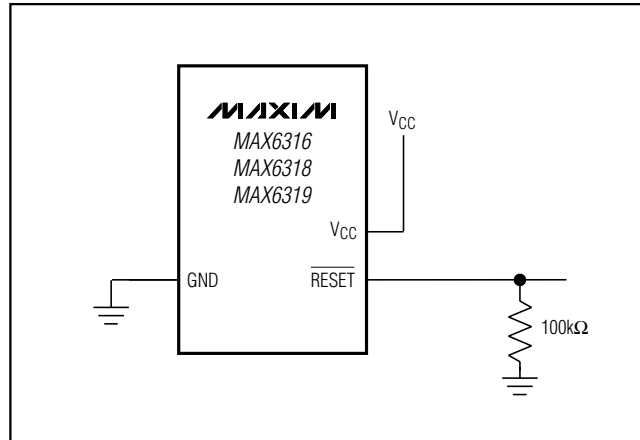 MAXIM
MAX6316
MAX6318
MAX6319
VCC
VCC
GND
RESET
100kΩ